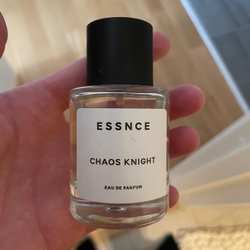 ESSNCE
CHAOS KNIGHT
EAU DE PARFUM